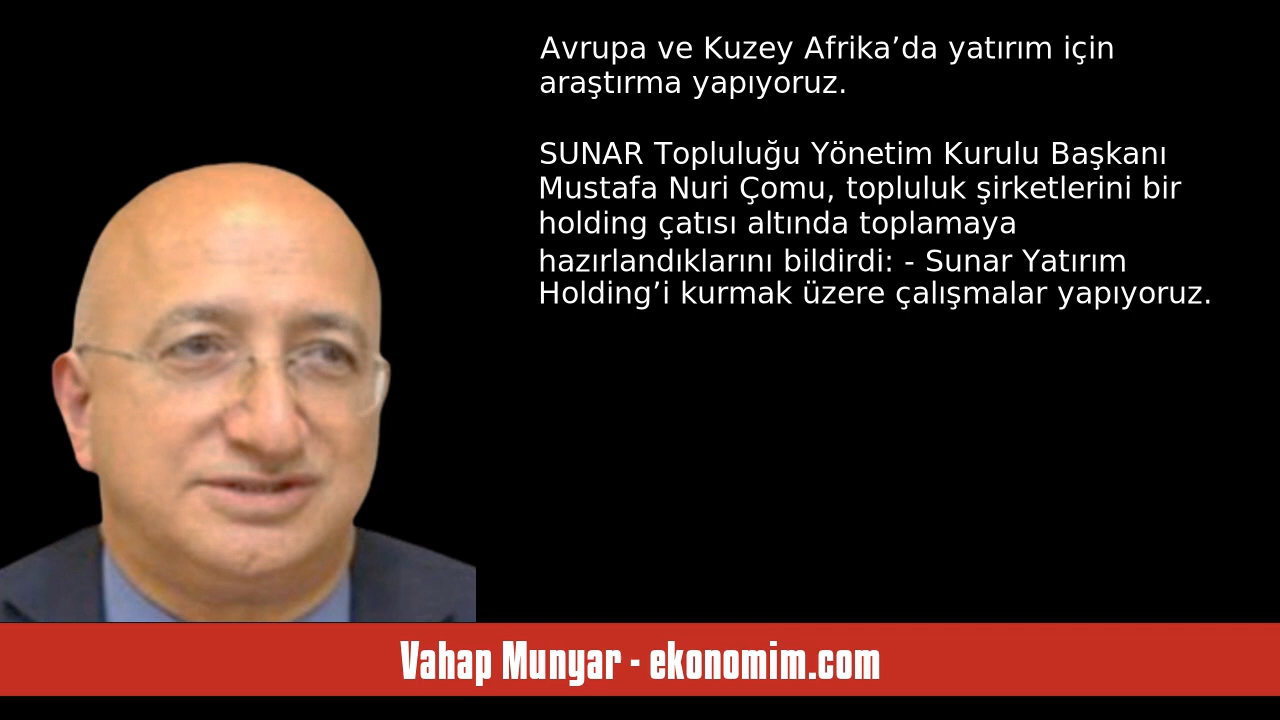 Avrupa ve Kuzey Afrika’da yatırım için
araştırma yapıyoruz.
SUNAR Topluluğu Yönetim Kurulu Başkanı
Mustafa Nuri Çomu, topluluk şirketlerini bir
holding çatısı altında toplamaya
hazırlandıklarını bildirdi: - Sunar Yatırım
Holding’i kurmak üzere çalışmalar yapıyoruz.
Vahap Munyar - ekonomim.com